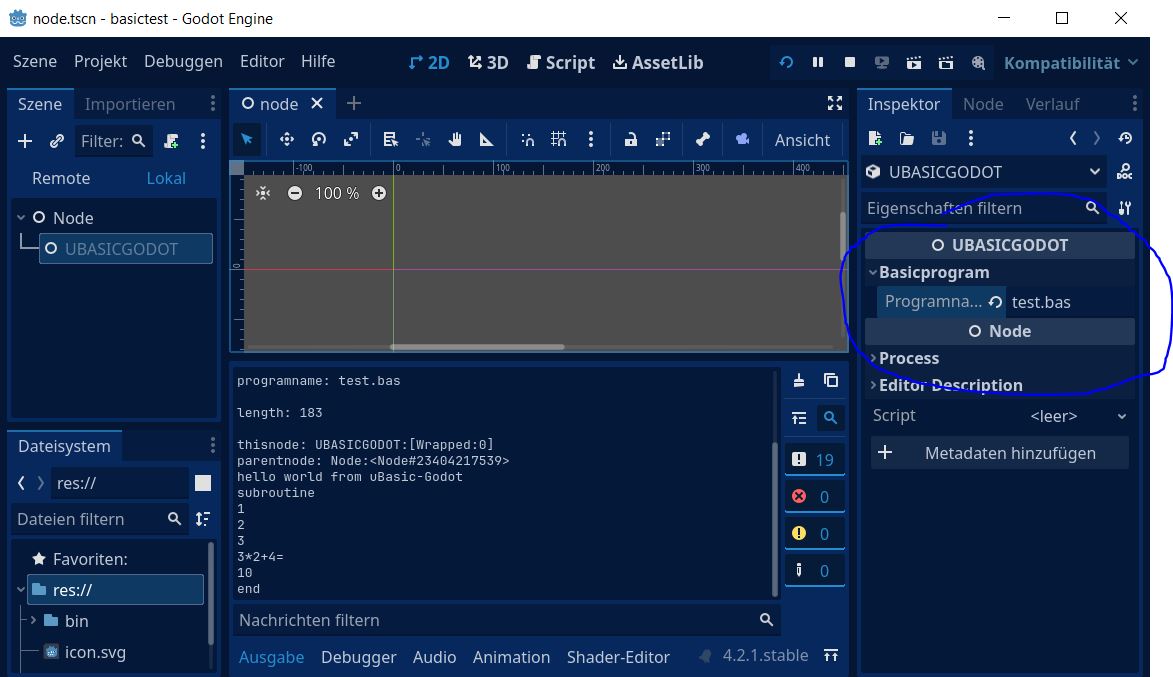 node.tscn - basictest - Godot Engine
Szene Projekt Debuggen Editor Hilfe 2D 3D Script AssetLib Kompatibilität
Szene Importieren
Filter:
Remote Lokal
Node
UBASICGODOT
Dateisystem
res://
Dateien filtern
Favoriten:
res://
bin
icon.svg
node
Ansicht
-100 0 100 200 300 400
100 %
0
programname: test.bas
length: 183
thisnode: UBASICGODOT:[Wrapped:0]
parentnode: Node:<Node#23404217539>
hello world from uBasic-Godot
subroutine
1
2
3
3*2+4=
10
end
19
0
0
0
Nachrichten filtern
Ausgabe Debugger Audio Animation Shader-Editor 4.2.1.stable
Inspektor Node Verlauf
UBASICGODOT
DOC
Eigenschaften filtern
UBASICGODOT
Basicprogram
Programna... test.bas
Node
Process
Editor Description
Script <leer>
Metadaten hinzufügen